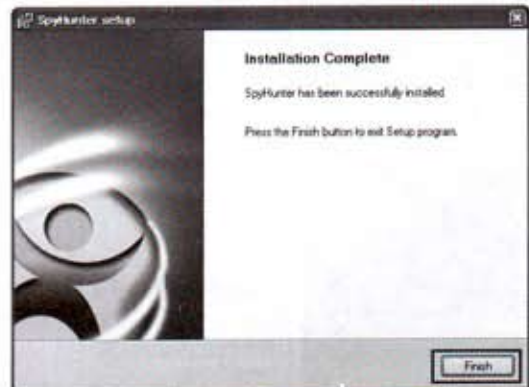 SpyHunter setup
Installation Complete
SpyHunter has been successfully installed
Press the Finish button to exit Setup program.
Finish